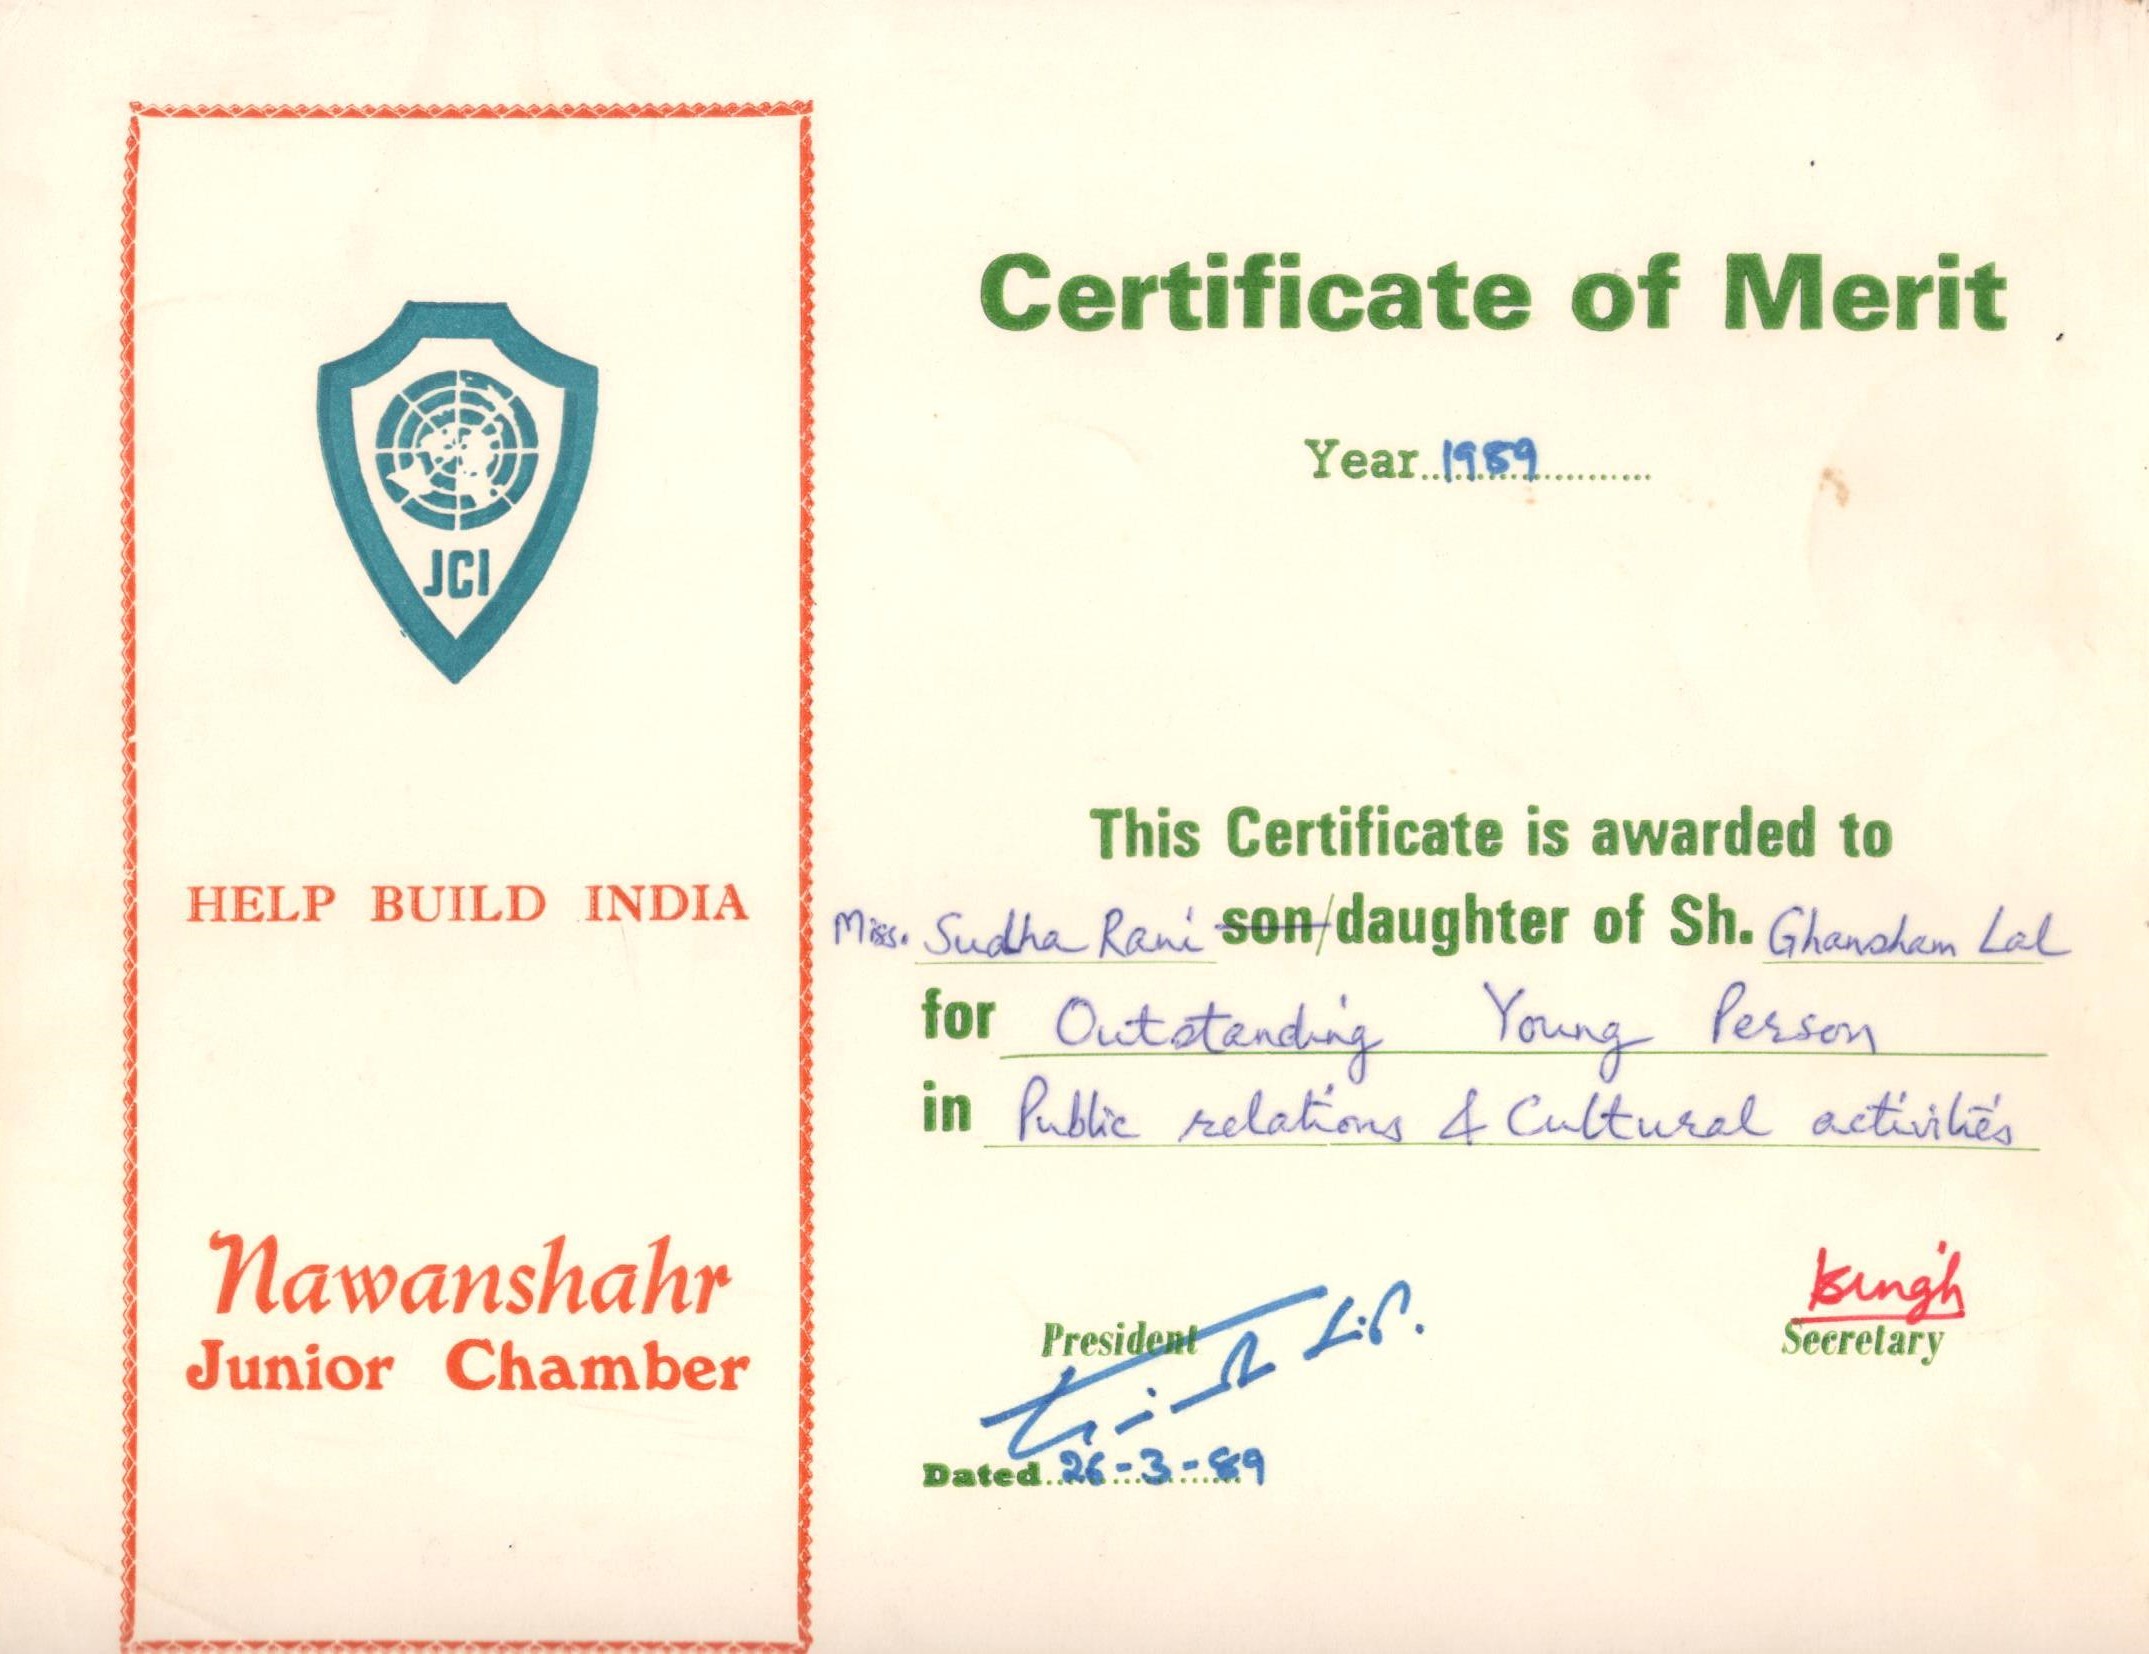 JCI
HELP BUILD INDIA
Nawanshahr
Junior Chamber
Certificate of Merit
Year 1989
This Certificate is awarded to
Miss. Sudha Rani son/daughter of Sh. Ghansham Lal
for Outstanding Young Person
in Public relations & Cultural activities
President
Secretary
Dated 26-3-89